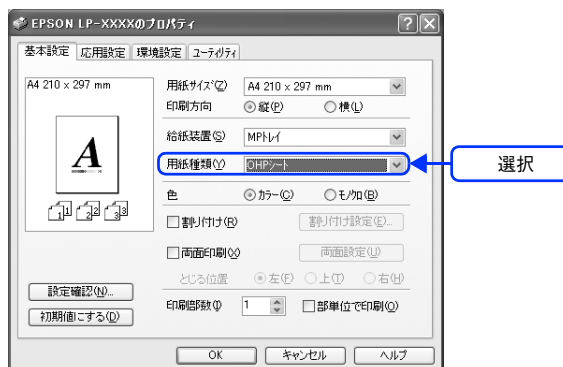 EPSON LP-XXXXのプロパティ
基本設定 応用設定 環境設定 ユーティリティ
A4 210 x 297 mm
用紙サイズ(Z) A4 210 x 297 mm
印刷方向 縦(P) 横(L)
給紙装置(S) MPトレイ
用紙種類(Y) OHPシート
選択
A
色 カラー(C) モノクロ(B)
1 1 2 2 3 3
割り付け(R) 割り付け設定(E)...
両面印刷(X) 両面設定(U)
とじる位置 左(F) 上(T) 右(H)
設定確認(N)...
印刷部数(I) 1 部単位で印刷(O)
初期値にする(D)
OK キャンセル ヘルプ